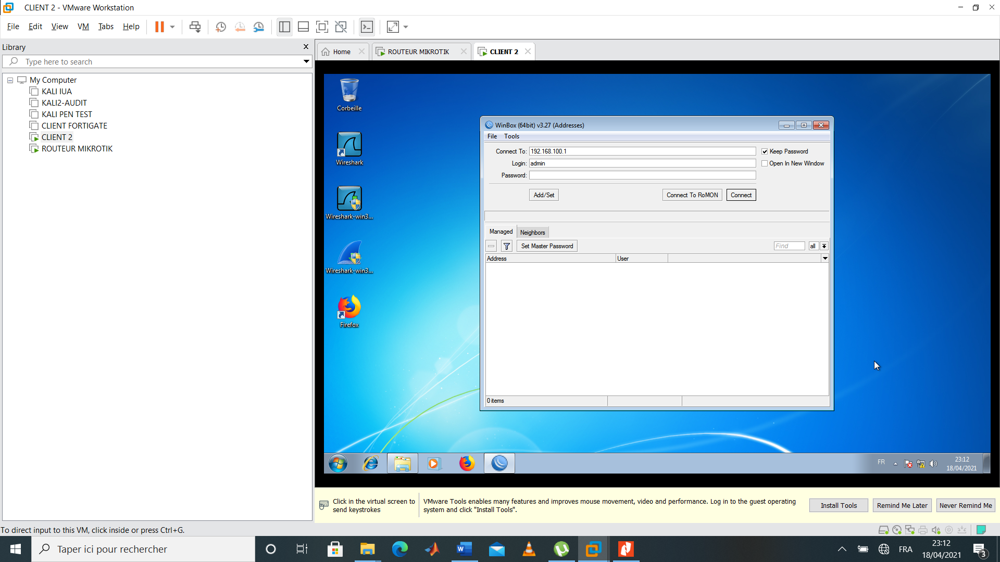 CLIENT 2 - VMware Workstation
File Edit View VM Tabs Help
Library
Type here to search
My Computer
KALI IUA
KALI2-AUDIT
KALI PEN TEST
CLIENT FORTIGATE
CLIENT 2
ROUTEUR MIKROTIK
Home
ROUTEUR MIKROTIK
CLIENT 2
Corbeille
Wireshark
Wireshark-win3...
Wireshark-win3...
Firefox
WinBox (64bit) v3.27 (Addresses)
File Tools
Connect To: 192.168.100.1
Keep Password
Login: admin
Open In New Window
Password:
Add/Set
Connect To RoMON
Connect
Managed
Neighbors
Set Master Password
Find
all
Address
User
0 items
FR
23:12
18/04/2021
Click in the virtual screen to
send keystrokes
VMware Tools enables many features and improves mouse movement, video and performance. Log in to the guest operating
system and click "Install Tools".
Install Tools
Remind Me Later
Never Remind Me
To direct input to this VM, click inside or press Ctrl+G.
Taper ici pour rechercher
FRA
23:12
18/04/2021
3